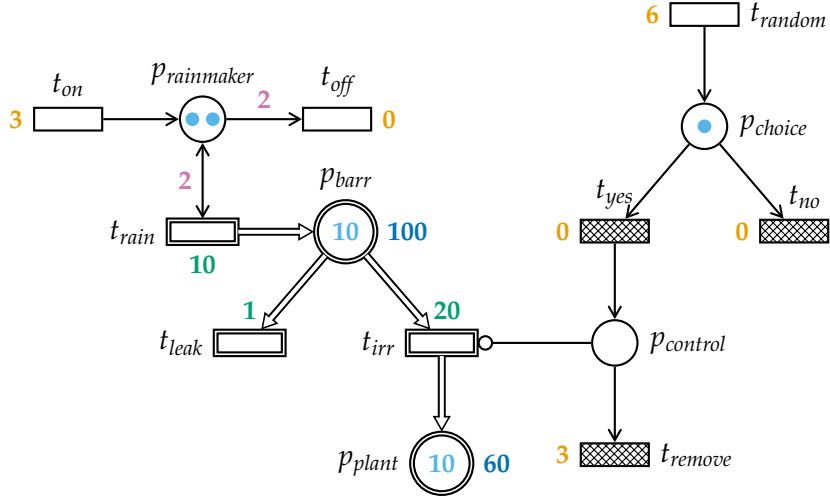 6 t_random
t_on p_rainmaker t_off
3 2 0
p_choice
2 p_barr
t_yes t_no
t_rain 10 100 0 0
10
1 20
t_leak t_irr p_control
p_plant 10 60 3 t_remove